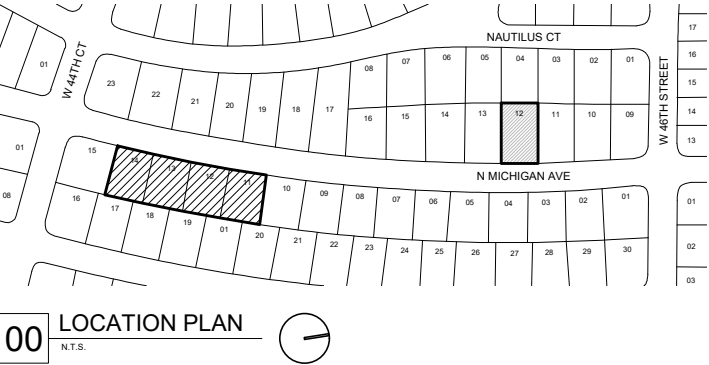 NAUTILUS CT
17
01
W 44TH CT
08 07 06 05 04 03 02 01
W 46TH STREET
16
23 22 21 20 19 18 17
15
16 15 14 13 12 11 10 09
14
01
15
13
N MICHIGAN AVE
14 13 12 11 10 09 08 07 06 05 04 03 02 01
08
01
16 17 18 19 01 20 21 22 23 24 25 26 27 28 29 30
02
03
00
LOCATION PLAN
N.T.S.